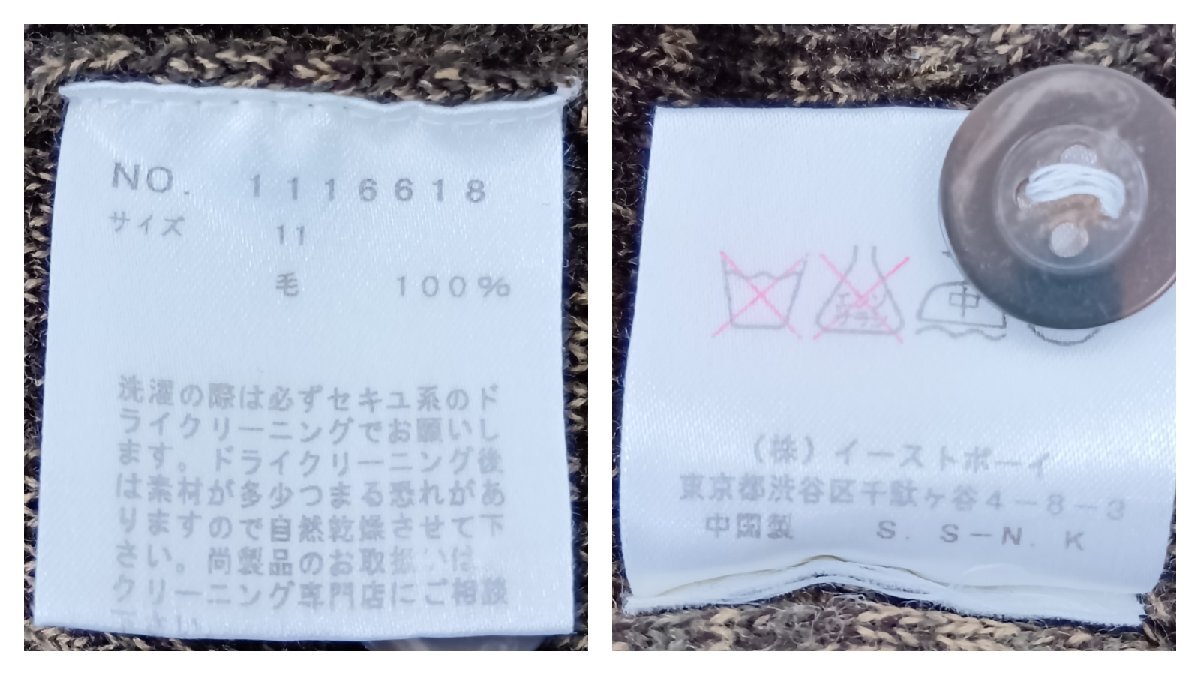 NO. 1116618
サイズ 11
毛 100%
洗濯の際は必ずセキユ系のド
ライクリーニングでお願いし
ます。ドライクリーニング後
は素材が多少つまる恐れがあ
りますので自然乾燥させて下
さい。尚製品のお取扱いは
クリーニング専門店にご相談
下さい
中
(株)イーストボーイ
東京都渋谷区千駄ヶ谷4-8-3
中国製 S. S-N. K